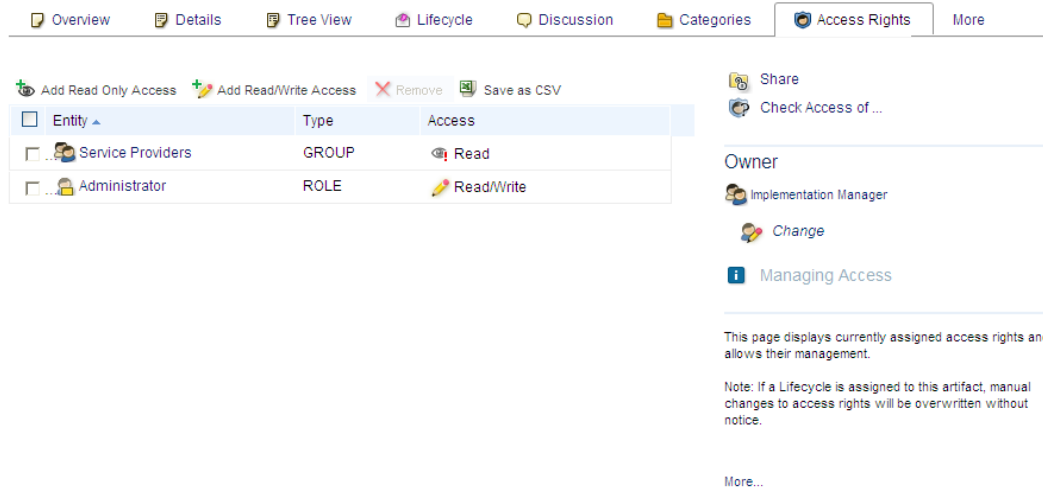 Overview Details Tree View Lifecycle Discussion Categories Access Rights More
Add Read Only Access Add Read/Write Access Remove Save as CSV
Entity Type Access
Service Providers GROUP Read
Administrator ROLE Read/Write
Share
Check Access of ...
Owner
Implementation Manager
Change
Managing Access
This page displays currently assigned access rights an
allows their management.
Note: If a Lifecycle is assigned to this artifact, manual
changes to access rights will be overwritten without
notice.
More...